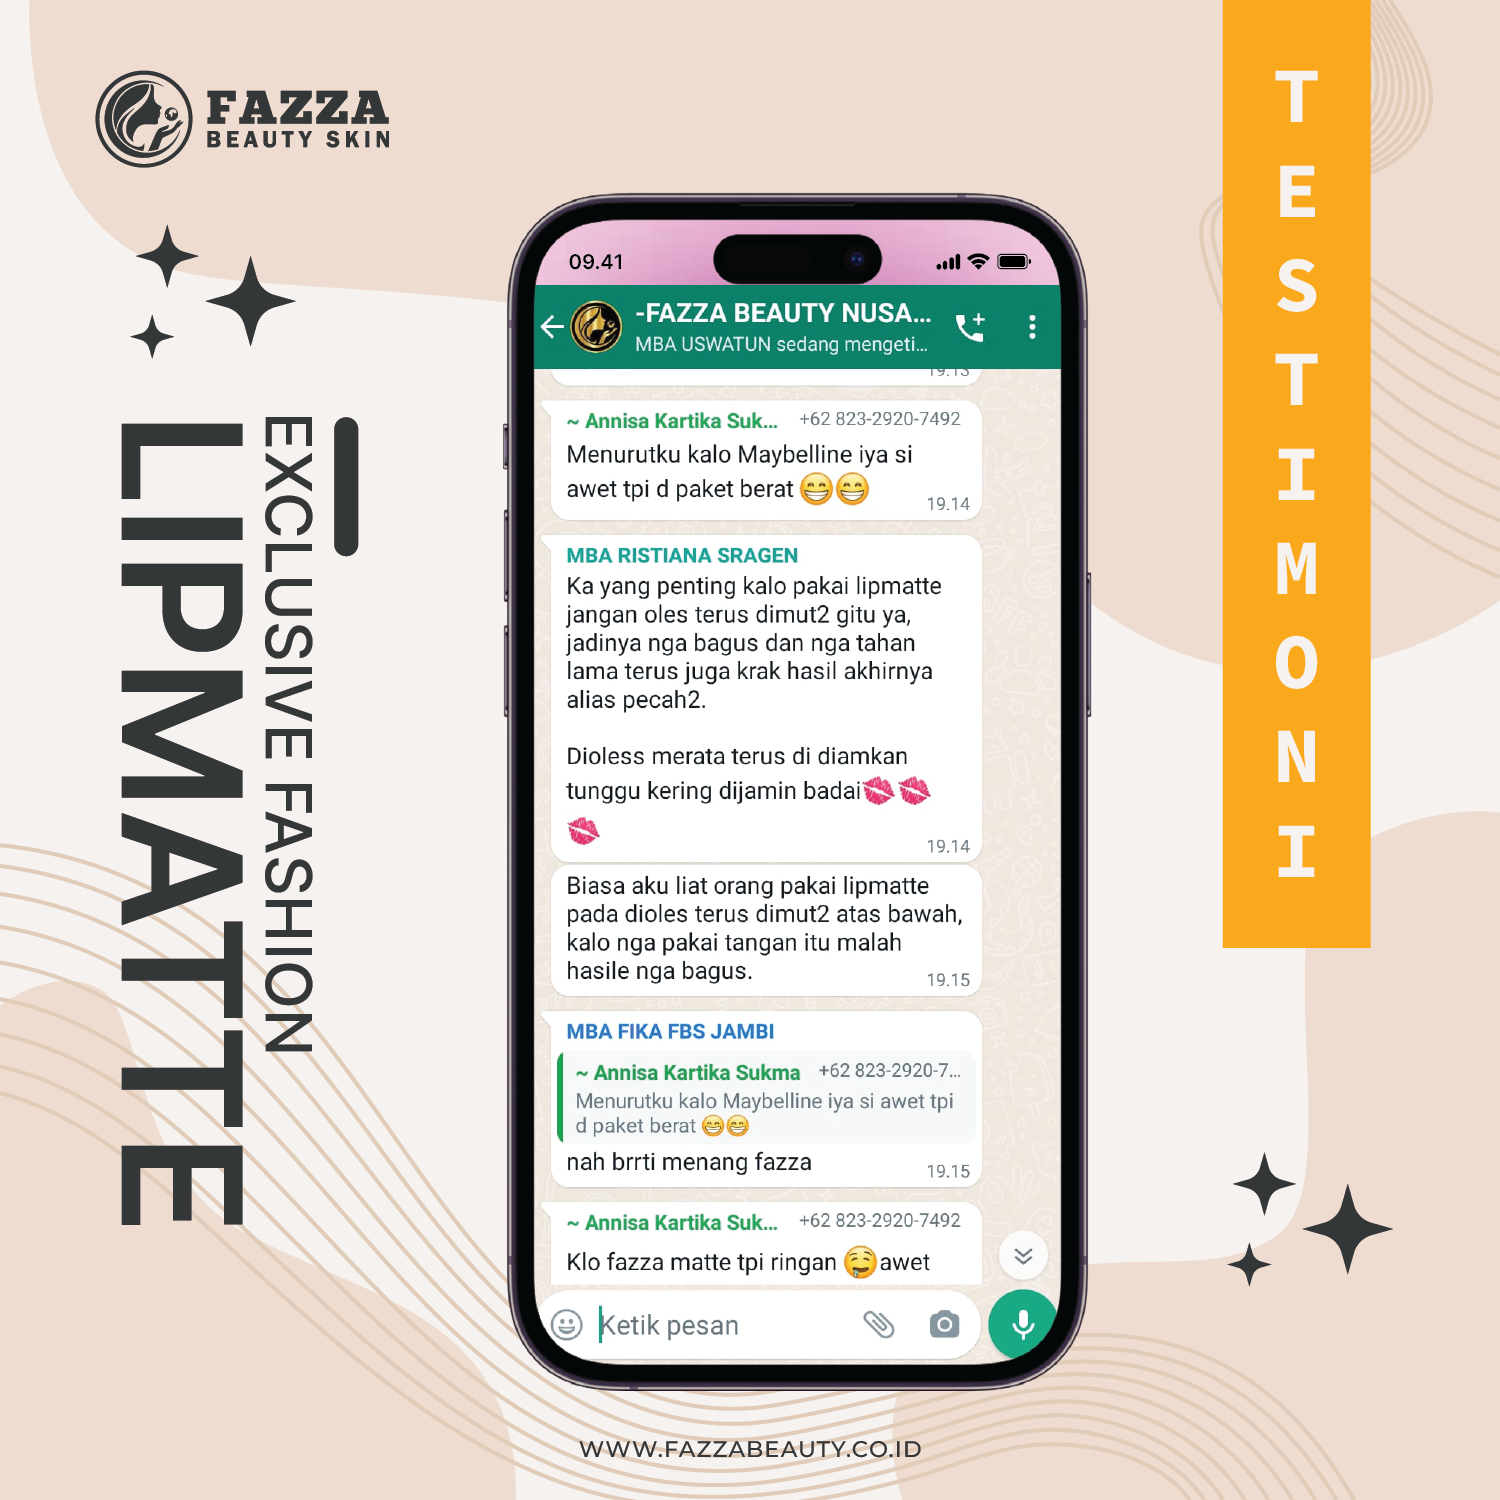 FAZZA
BEAUTY SKIN
TESTIMONI
EXCLUSIVE FASHION
LIPMATTE
09.41
-FAZZA BEAUTY NUSA...
MBA USWATUN sedang mengeti...
19.13
~ Annisa Kartika Suk... +62 823-2920-7492
Menurutku kalo Maybelline iya si
awet tpi d paket berat 😁😁
19.14
MBA RISTIANA SRAGEN
Ka yang penting kalo pakai lipmatte
jangan oles terus dimut2 gitu ya,
jadinya nga bagus dan nga tahan
lama terus juga krak hasil akhirnya
alias pecah2.
Dioless merata terus di diamkan
tunggu kering dijamin badai💋💋
💋
19.14
Biasa aku liat orang pakai lipmatte
pada dioles terus dimut2 atas bawah,
kalo nga pakai tangan itu malah
hasile nga bagus.
19.15
MBA FIKA FBS JAMBI
~ Annisa Kartika Sukma +62 823-2920-7...
Menurutku kalo Maybelline iya si awet tpi
d paket berat 😁😁
nah brrti menang fazza
19.15
~ Annisa Kartika Suk... +62 823-2920-7492
Klo fazza matte tpi ringan 🤤awet
Ketik pesan
WWW.FAZZABEAUTY.CO.ID